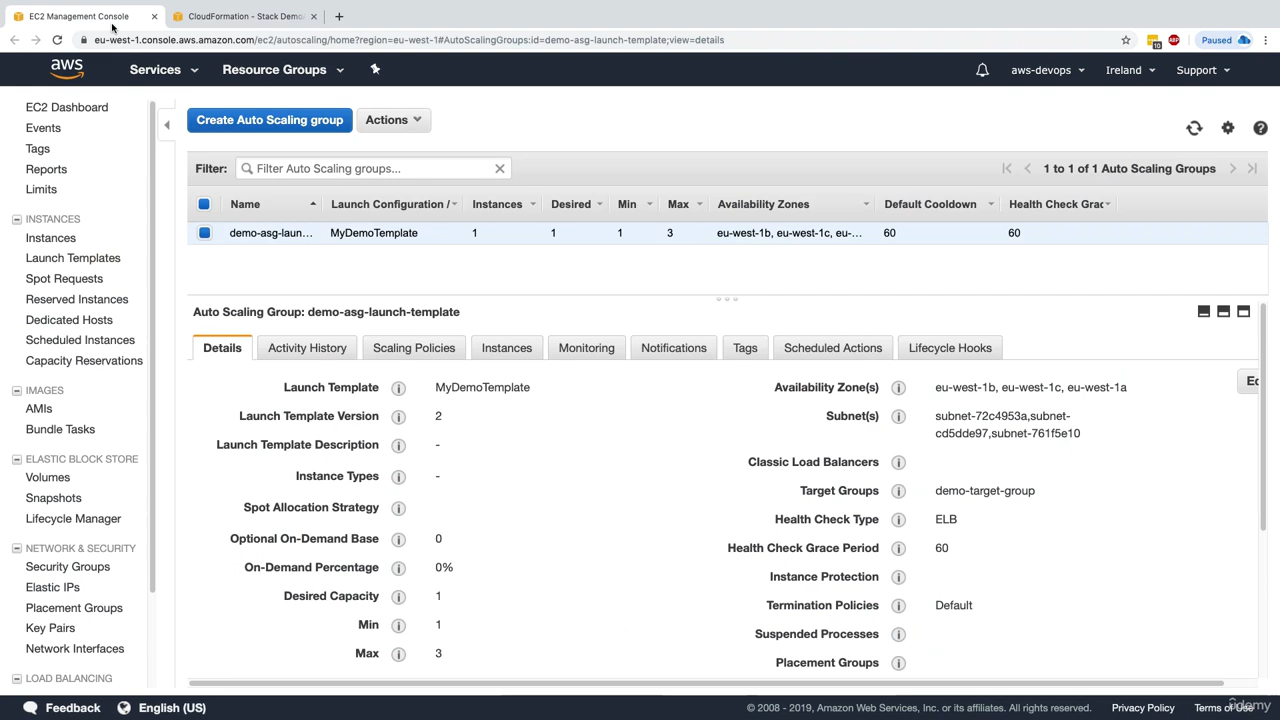 EC2 Management Console
CloudFormation - Stack Demo
eu-west-1.console.aws.amazon.com/ec2/autoscaling/home?region=eu-west-1#AutoScalingGroups:id=demo-asg-launch-template;view=details
10
ABP
Paused
aws
Services
Resource Groups
aws-devops
Ireland
Support
EC2 Dashboard
Events
Tags
Reports
Limits
INSTANCES
Instances
Launch Templates
Spot Requests
Reserved Instances
Dedicated Hosts
Scheduled Instances
Capacity Reservations
IMAGES
AMIs
Bundle Tasks
ELASTIC BLOCK STORE
Volumes
Snapshots
Lifecycle Manager
NETWORK & SECURITY
Security Groups
Elastic IPs
Placement Groups
Key Pairs
Network Interfaces
LOAD BALANCING
Create Auto Scaling group
Actions
Filter:
Filter Auto Scaling groups...
1 to 1 of 1 Auto Scaling Groups
Name
Launch Configuration /
Instances
Desired
Min
Max
Availability Zones
Default Cooldown
Health Check Grac
demo-asg-laun...
MyDemoTemplate
1
1
1
3
eu-west-1b, eu-west-1c, eu-...
60
60
Auto Scaling Group: demo-asg-launch-template
Details
Activity History
Scaling Policies
Instances
Monitoring
Notifications
Tags
Scheduled Actions
Lifecycle Hooks
Launch Template
MyDemoTemplate
Launch Template Version
2
Launch Template Description
-
Instance Types
-
Spot Allocation Strategy
Optional On-Demand Base
0
On-Demand Percentage
0%
Desired Capacity
1
Min
1
Max
3
Ed
Availability Zone(s)
eu-west-1b, eu-west-1c, eu-west-1a
Subnet(s)
subnet-72c4953a,subnet-
cd5dde97,subnet-761f5e10
Classic Load Balancers
Target Groups
demo-target-group
Health Check Type
ELB
Health Check Grace Period
60
Instance Protection
Termination Policies
Default
Suspended Processes
Placement Groups
Feedback
English (US)
© 2008 - 2019, Amazon Web Services, Inc. or its affiliates. All rights reserved.
Privacy Policy
Terms of Use
Udemy